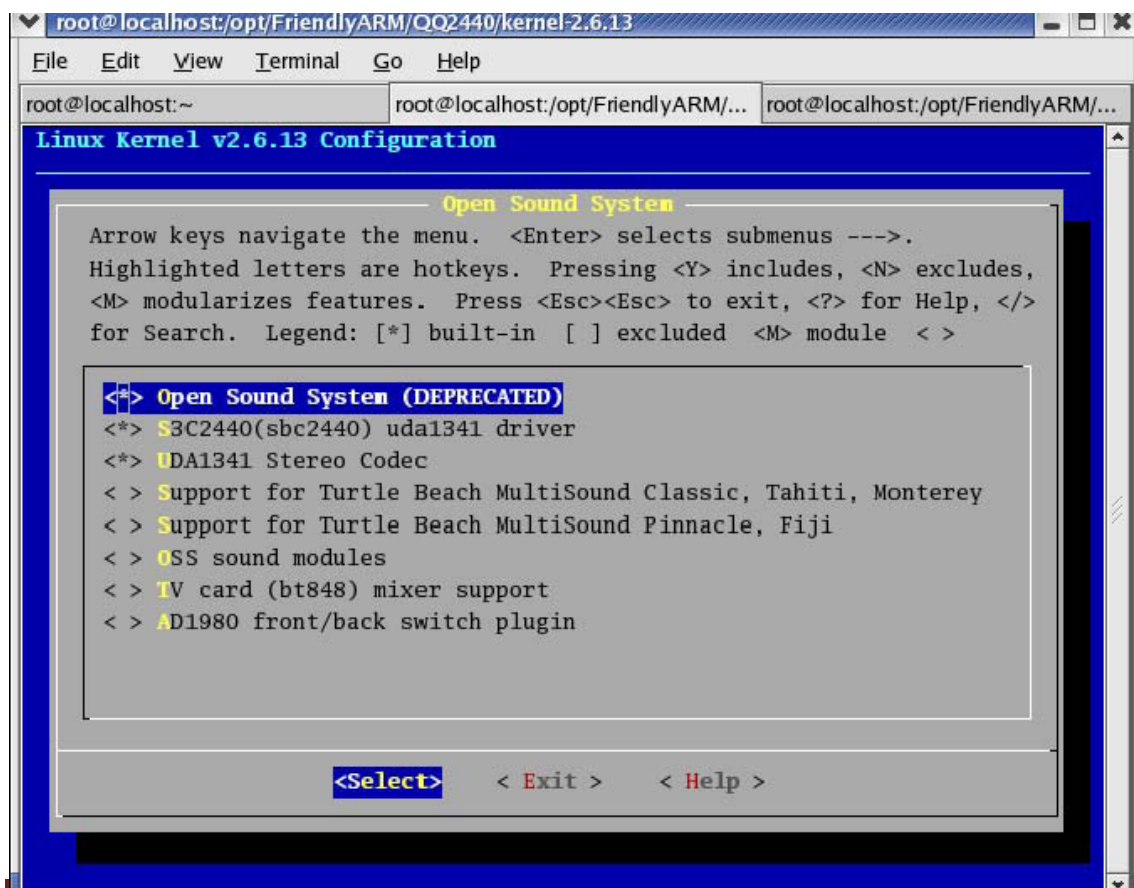 root@localhost:/opt/FriendlyARM/QQ2440/kernel-2.6.13
File Edit View Terminal Go Help
root@localhost:~ root@localhost:/opt/FriendlyARM/... root@localhost:/opt/FriendlyARM/...
Linux Kernel v2.6.13 Configuration
Open Sound System
Arrow keys navigate the menu. <Enter> selects submenus --->.
Highlighted letters are hotkeys. Pressing <Y> includes, <N> excludes,
<M> modularizes features. Press <Esc><Esc> to exit, <?> for Help, </>
for Search. Legend: [*] built-in [ ] excluded <M> module < >
<*> Open Sound System (DEPRECATED)
<*> S3C2440(sbc2440) uda1341 driver
<*> UDA1341 Stereo Codec
< > Support for Turtle Beach MultiSound Classic, Tahiti, Monterey
< > Support for Turtle Beach MultiSound Pinnacle, Fiji
< > OSS sound modules
< > TV card (bt848) mixer support
< > AD1980 front/back switch plugin
<Select> < Exit > < Help >